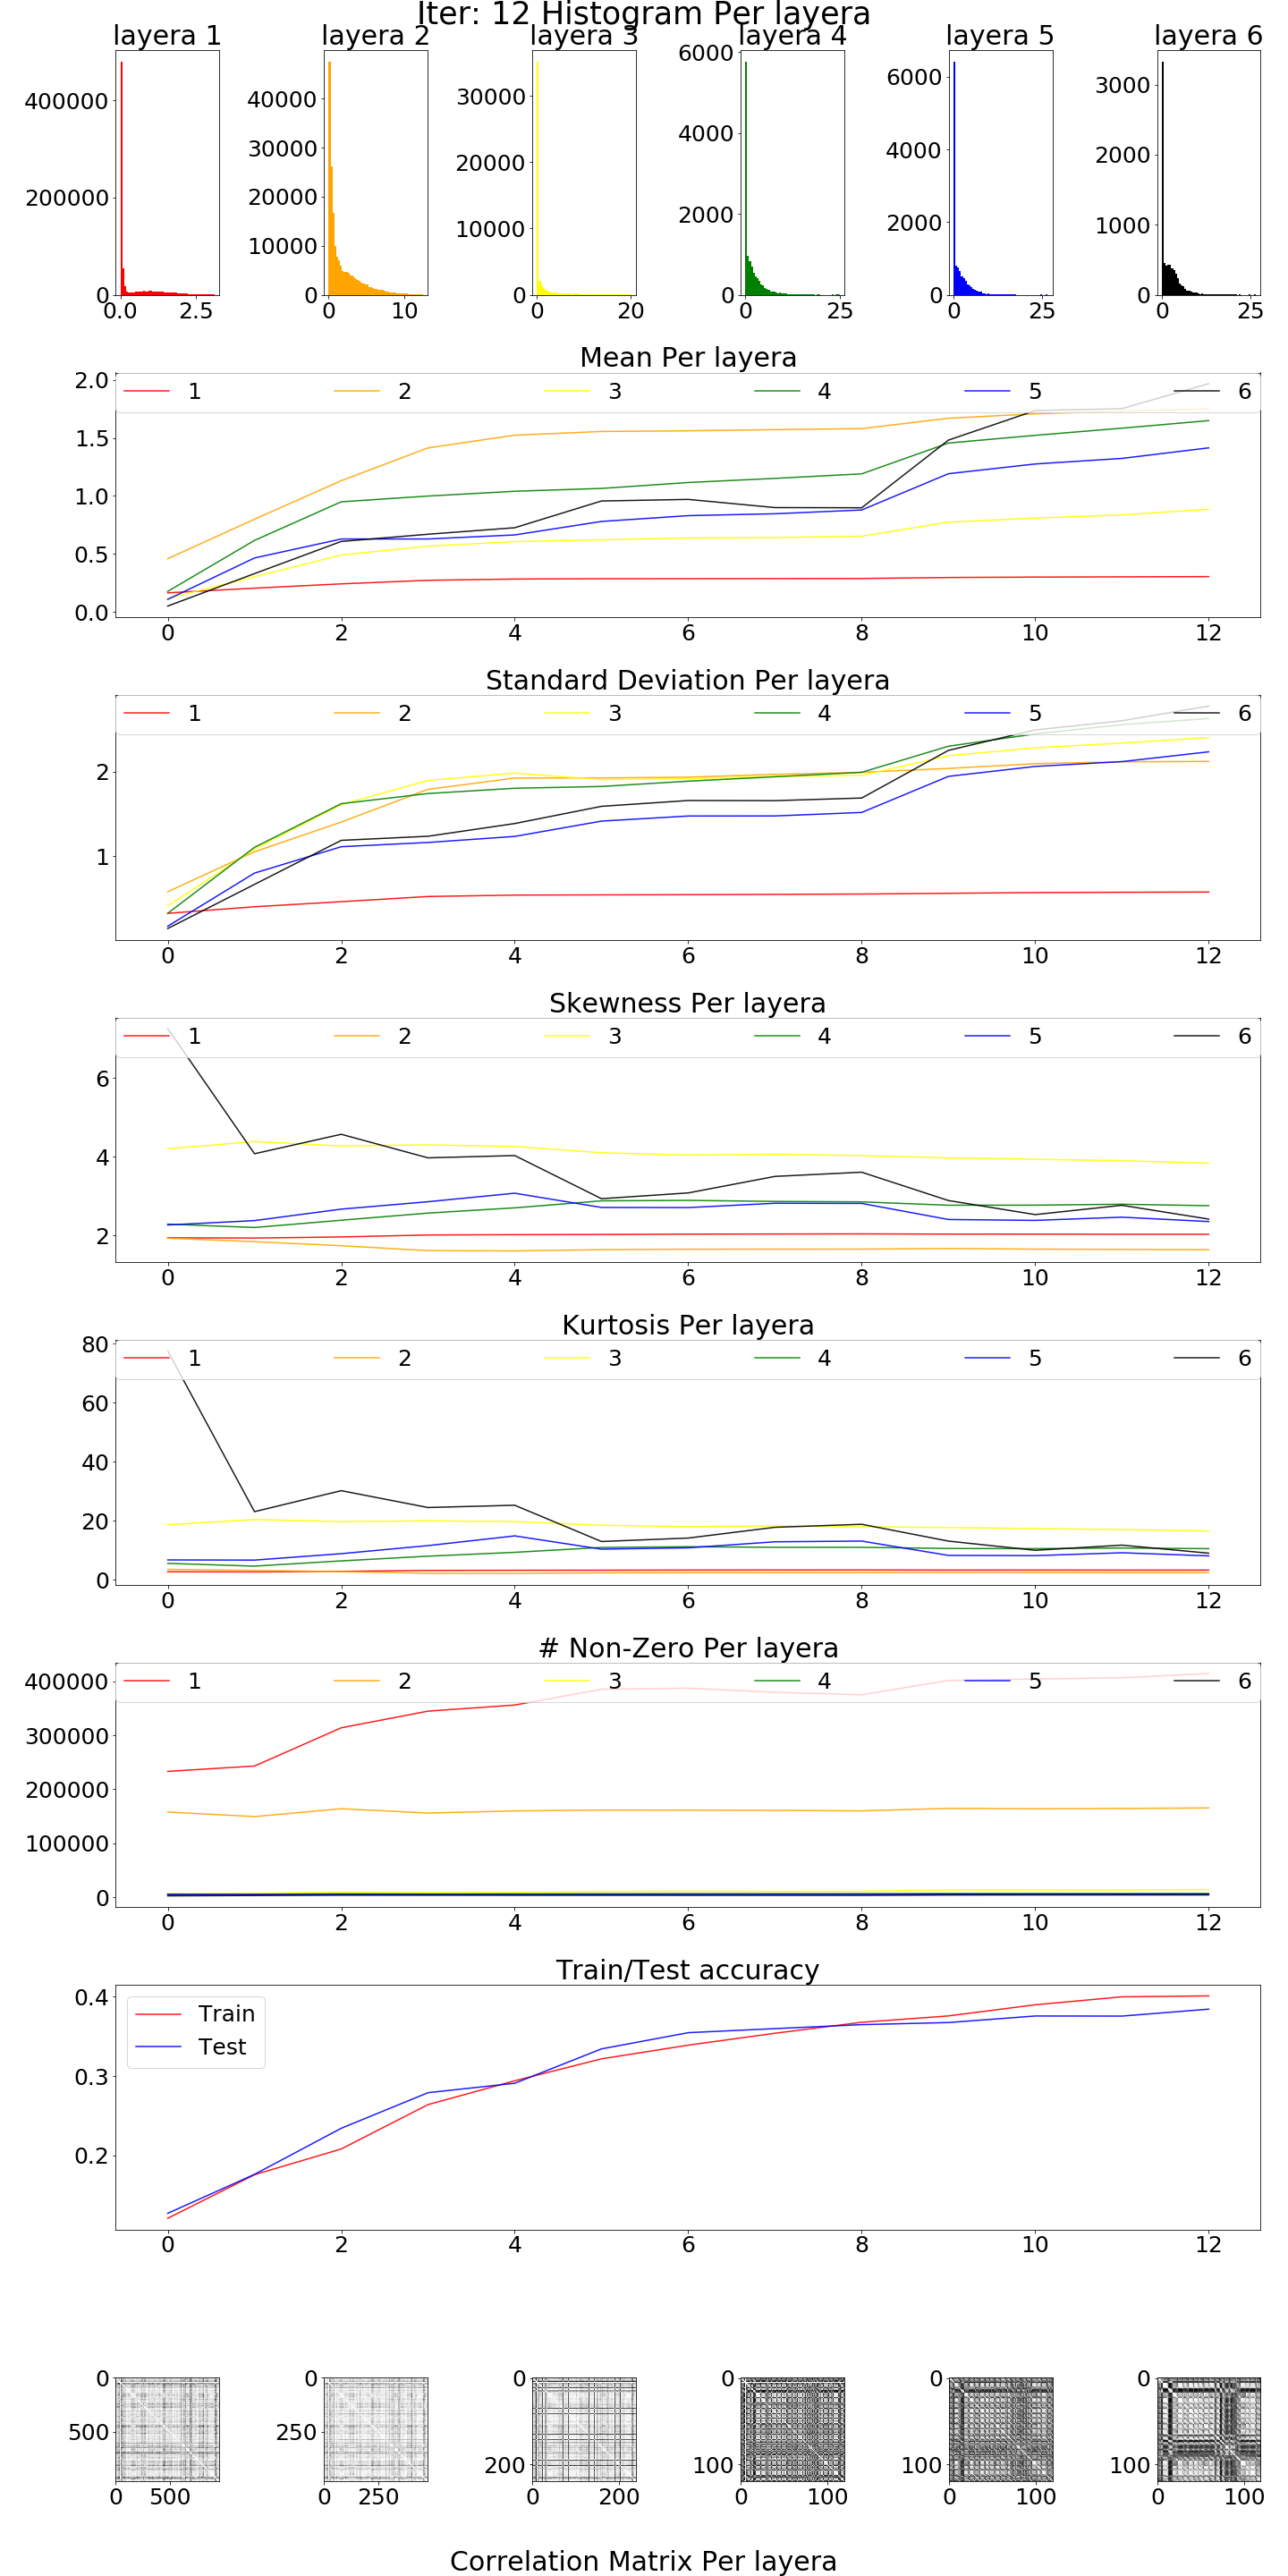 Iter: 12 Histogram Per layera
layera 1 layera 2 layera 3 layera 4 layera 5 layera 6
400000 200000 0 0.0 2.5
40000 30000 20000 10000 0 0 10
30000 20000 10000 0 0 20
6000 4000 2000 0 0 25
6000 4000 2000 0 0 25
3000 2000 1000 0 0 25
Mean Per layera
1 2 3 4 5 6
2.0
1.5
1.0
0.5
0.0
0 2 4 6 8 10 12
Standard Deviation Per layera
1 2 3 4 5 6
2
1
0 2 4 6 8 10 12
Skewness Per layera
1 2 3 4 5 6
6
4
2
0 2 4 6 8 10 12
Kurtosis Per layera
80
1 2 3 4 5 6
60
40
20
0
0 2 4 6 8 10 12
# Non-Zero Per layera
400000
1 2 3 4 5 6
300000
200000
100000
0
0 2 4 6 8 10 12
Train/Test accuracy
0.4
Train
Test
0.3
0.2
0 2 4 6 8 10 12
0 500 0 500
0 250 0 250
0 200 0 200
0 100 0 100
0 100 0 100
0 100 0 100
Correlation Matrix Per layera